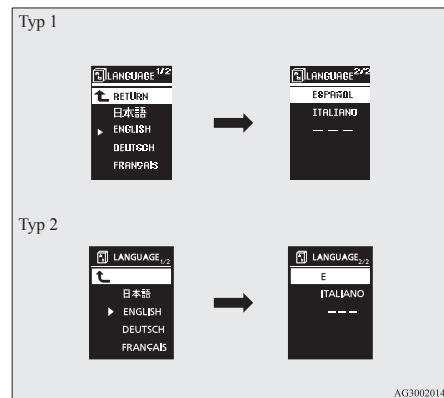 Typ 1
LANGUAGE 1/2
RETURN
日本語
ENGLISH
DEUTSCH
FRANÇAIS
LANGUAGE 2/2
ESPAÑOL
ITALIANO
– – –
Typ 2
LANGUAGE 1/2
日本語
ENGLISH
DEUTSCH
FRANÇAIS
LANGUAGE 2/2
E
ITALIANO
– – –
AG3002014